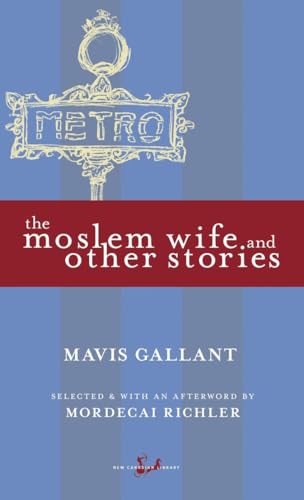 METRO
the
moslem wife and
other stories
MAVIS GALLANT
SELECTED & WITH AN AFTERWORD BY
MORDECAI RICHLER
NEW CANADIAN LIBRARY